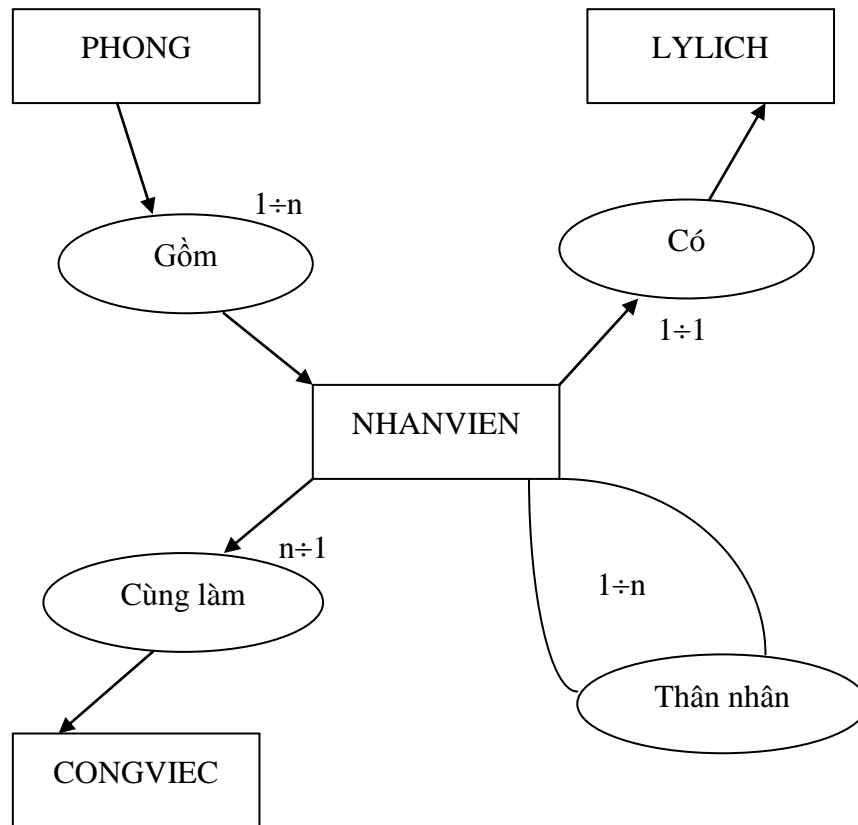 PHONG
LYLICH
1÷n
Gồm
Có
1÷1
NHANVIEN
n÷1
Cùng làm
1÷n
Thân nhân
CONGVIEC